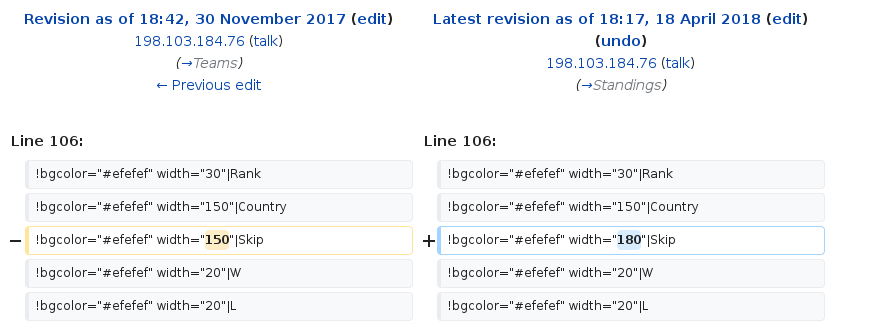 Revision as of 18:42, 30 November 2017 (edit)
198.103.184.76 (talk)
(→Teams)
← Previous edit
Latest revision as of 18:17, 18 April 2018 (edit)
(undo)
198.103.184.76 (talk)
(→Standings)
Line 106:
Line 106:
!bgcolor="#efefef" width="30"|Rank
!bgcolor="#efefef" width="30"|Rank
!bgcolor="#efefef" width="150"|Country
!bgcolor="#efefef" width="150"|Country
− !bgcolor="#efefef" width="150"|Skip
+ !bgcolor="#efefef" width="180"|Skip
!bgcolor="#efefef" width="20"|W
!bgcolor="#efefef" width="20"|W
!bgcolor="#efefef" width="20"|L
!bgcolor="#efefef" width="20"|L